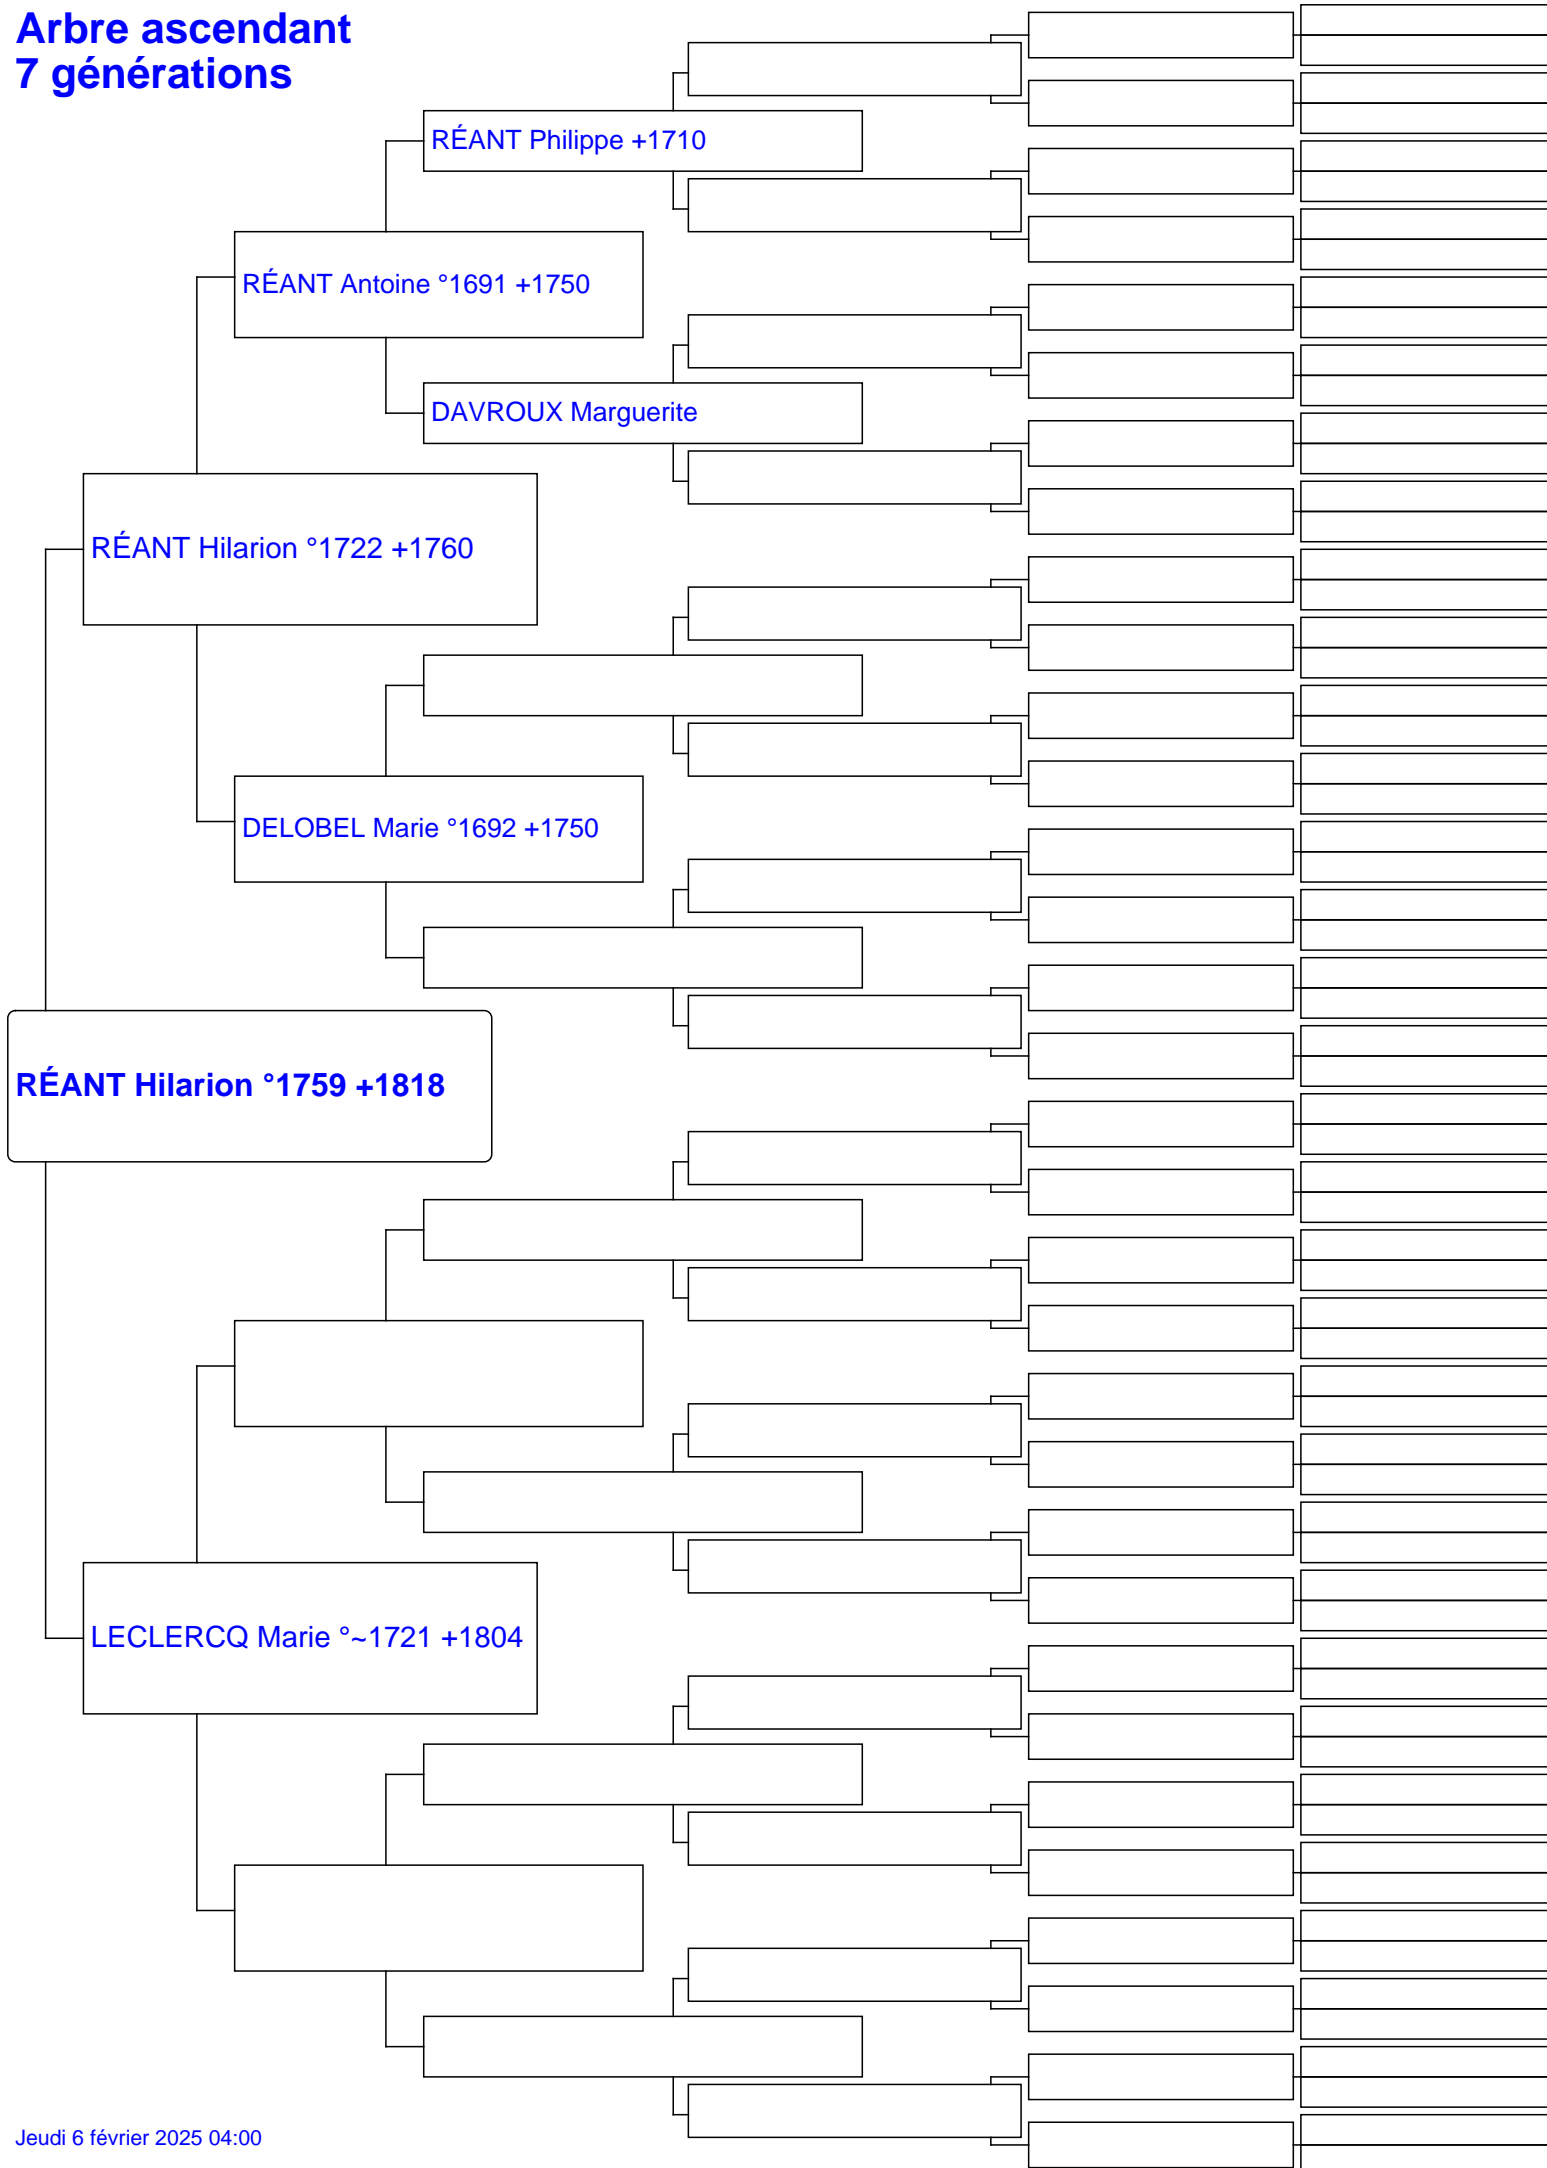 Arbre ascendant
7 générations
RÉANT Philippe +1710
RÉANT Antoine °1691 +1750
DAVROUX Marguerite
RÉANT Hilarion °1722 +1760
DELOBEL Marie °1692 +1750
RÉANT Hilarion °1759 +1818
LECLERCQ Marie °~1721 +1804
Jeudi 6 février 2025 04:00